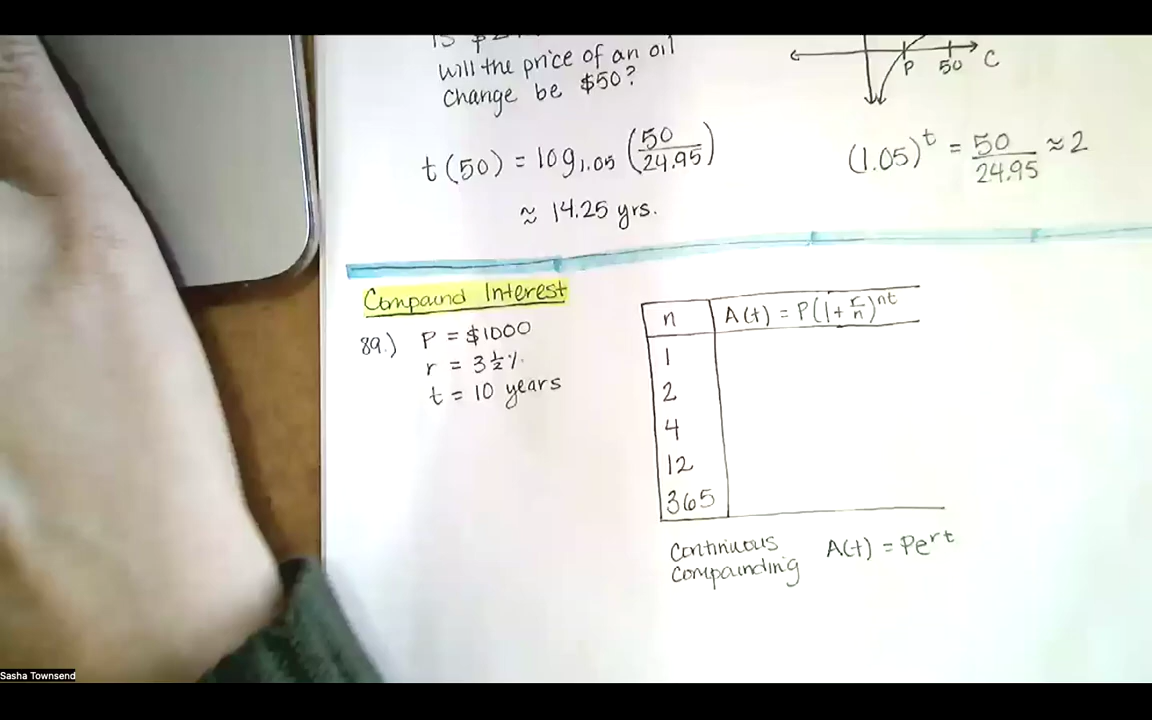 will the price of an oil
change be $50?
P 50 C
t(50) = log₁.₀₅ (50/24.95)
≈ 14.25 yrs.
(1.05)ᵗ = 50/24.95 ≈ 2
Compound Interest
89.) P = $1000
r = 3½%
t = 10 years
n A(t) = P(1+r/n)ⁿᵗ
1
2
4
12
365
Continuous A(t) = Peʳᵗ
Compounding
Sasha Townsend